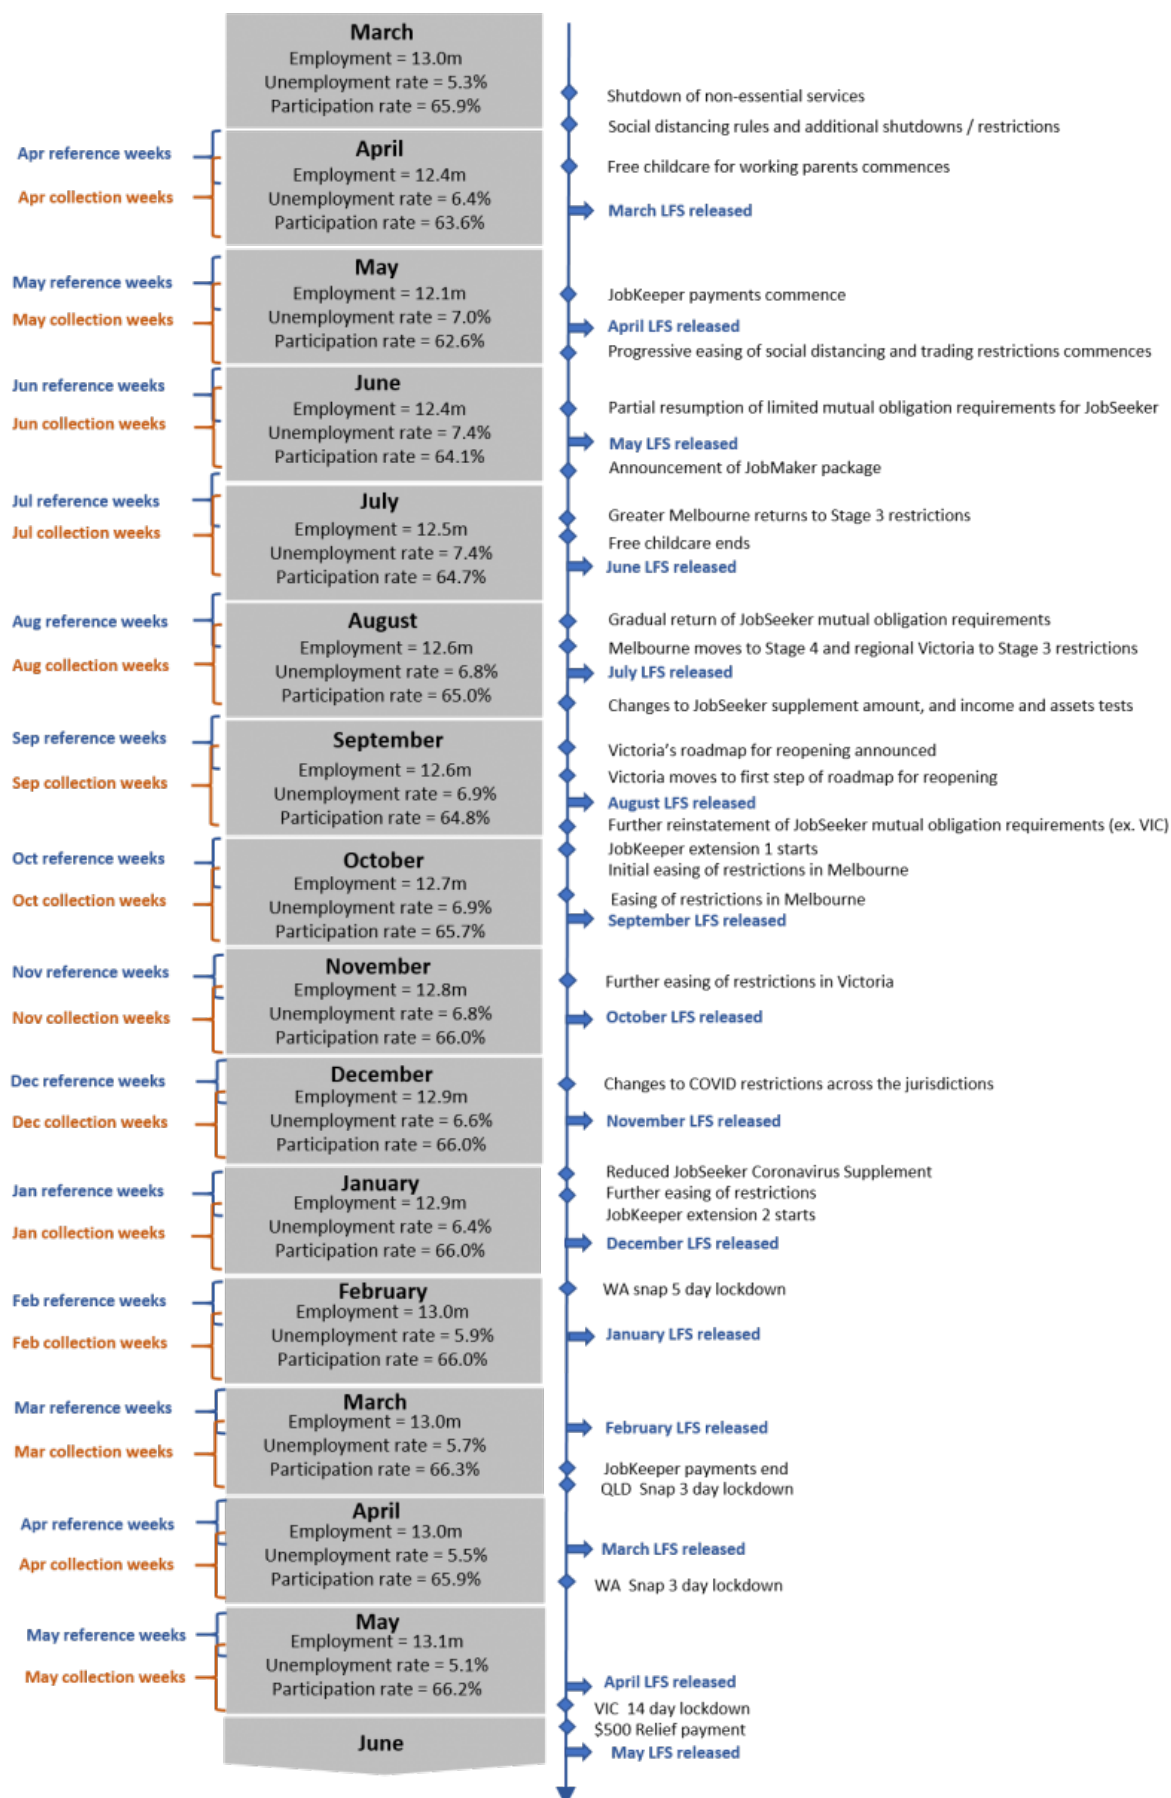 March
Employment = 13.0m
Unemployment rate = 5.3%
Participation rate = 65.9%
Shutdown of non-essential services
Social distancing rules and additional shutdowns / restrictions
Apr reference weeks
Apr collection weeks
April
Employment = 12.4m
Unemployment rate = 6.4%
Participation rate = 63.6%
Free childcare for working parents commences
March LFS released
May reference weeks
May collection weeks
May
Employment = 12.1m
Unemployment rate = 7.0%
Participation rate = 62.6%
JobKeeper payments commence
April LFS released
Progressive easing of social distancing and trading restrictions commences
Jun reference weeks
Jun collection weeks
June
Employment = 12.4m
Unemployment rate = 7.4%
Participation rate = 64.1%
Partial resumption of limited mutual obligation requirements for JobSeeker
May LFS released
Announcement of JobMaker package
Jul reference weeks
Jul collection weeks
July
Employment = 12.5m
Unemployment rate = 7.4%
Participation rate = 64.7%
Greater Melbourne returns to Stage 3 restrictions
Free childcare ends
June LFS released
Aug reference weeks
Aug collection weeks
August
Employment = 12.6m
Unemployment rate = 6.8%
Participation rate = 65.0%
Gradual return of JobSeeker mutual obligation requirements
Melbourne moves to Stage 4 and regional Victoria to Stage 3 restrictions
July LFS released
Changes to JobSeeker supplement amount, and income and assets tests
Sep reference weeks
Sep collection weeks
September
Employment = 12.6m
Unemployment rate = 6.9%
Participation rate = 64.8%
Victoria's roadmap for reopening announced
Victoria moves to first step of roadmap for reopening
August LFS released
Further reinstatement of JobSeeker mutual obligation requirements (ex. VIC)
Oct reference weeks
Oct collection weeks
October
Employment = 12.7m
Unemployment rate = 6.9%
Participation rate = 65.7%
JobKeeper extension 1 starts
Initial easing of restrictions in Melbourne
Easing of restrictions in Melbourne
September LFS released
Nov reference weeks
Nov collection weeks
November
Employment = 12.8m
Unemployment rate = 6.8%
Participation rate = 66.0%
Further easing of restrictions in Victoria
October LFS released
Dec reference weeks
Dec collection weeks
December
Employment = 12.9m
Unemployment rate = 6.6%
Participation rate = 66.0%
Changes to COVID restrictions across the jurisdictions
November LFS released
Jan reference weeks
Jan collection weeks
January
Employment = 12.9m
Unemployment rate = 6.4%
Participation rate = 66.0%
Reduced JobSeeker Coronavirus Supplement
Further easing of restrictions
JobKeeper extension 2 starts
December LFS released
Feb reference weeks
Feb collection weeks
February
Employment = 13.0m
Unemployment rate = 5.9%
Participation rate = 66.0%
WA snap 5 day lockdown
January LFS released
Mar reference weeks
Mar collection weeks
March
Employment = 13.0m
Unemployment rate = 5.7%
Participation rate = 66.3%
February LFS released
JobKeeper payments end
QLD Snap 3 day lockdown
Apr reference weeks
Apr collection weeks
April
Employment = 13.0m
Unemployment rate = 5.5%
Participation rate = 65.9%
March LFS released
WA Snap 3 day lockdown
May reference weeks
May collection weeks
May
Employment = 13.1m
Unemployment rate = 5.1%
Participation rate = 66.2%
April LFS released
VIC 14 day lockdown
$500 Relief payment
June
May LFS released